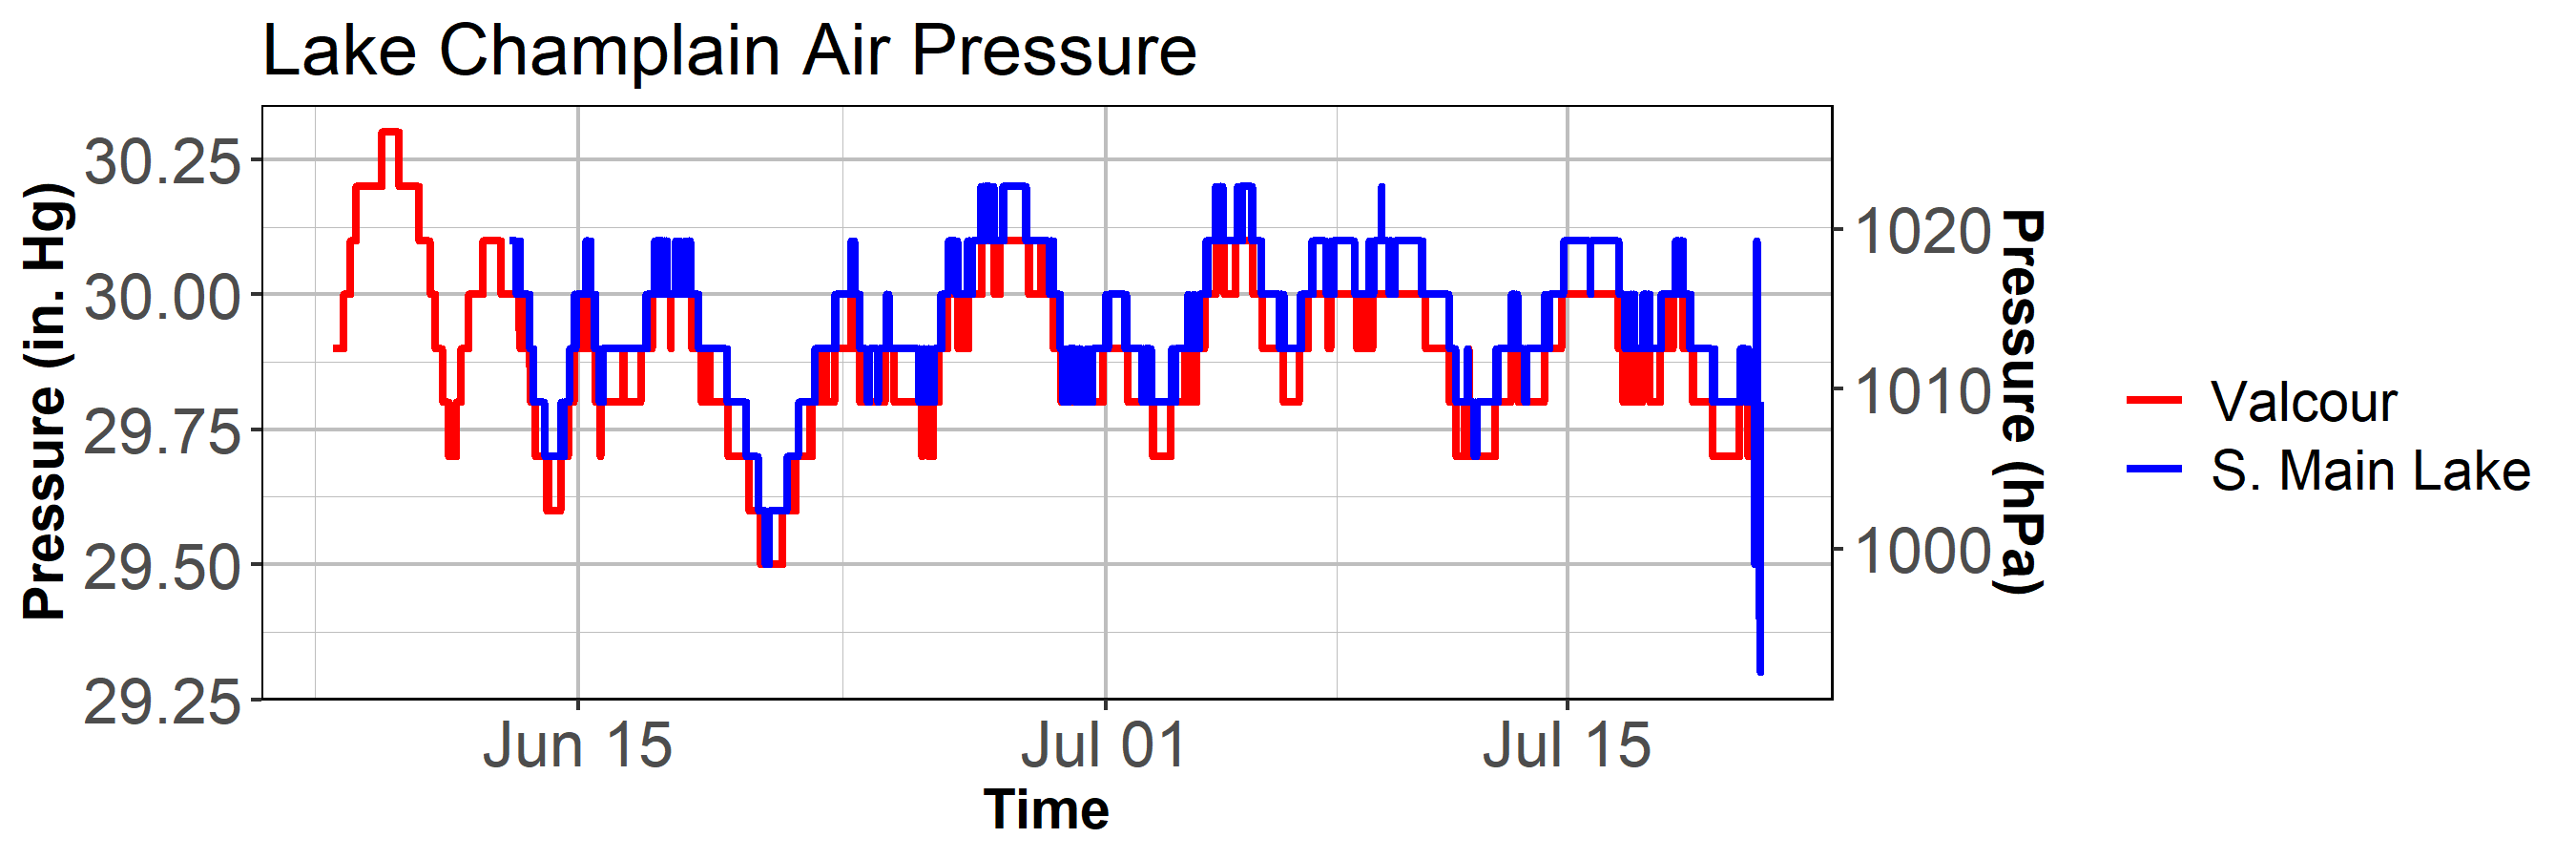 Lake Champlain Air Pressure
Pressure (in. Hg)
30.25
30.00
29.75
29.50
29.25
1020
1010
1000
Pressure (hPa)
Jun 15
Jul 01
Jul 15
Time
Valcour
S. Main Lake